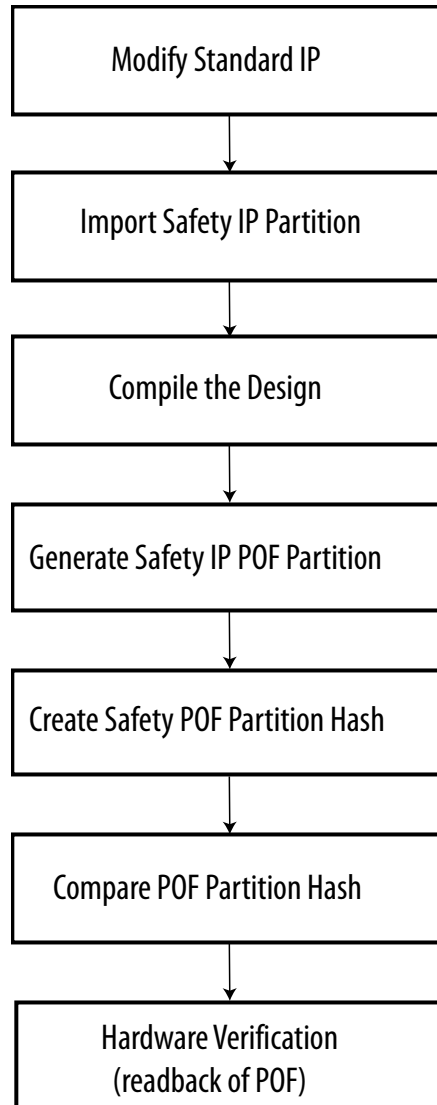 Modify Standard IP
Import Safety IP Partition
Compile the Design
Generate Safety IP POF Partition
Create Safety POF Partition Hash
Compare POF Partition Hash
Hardware Verification
(readback of POF)